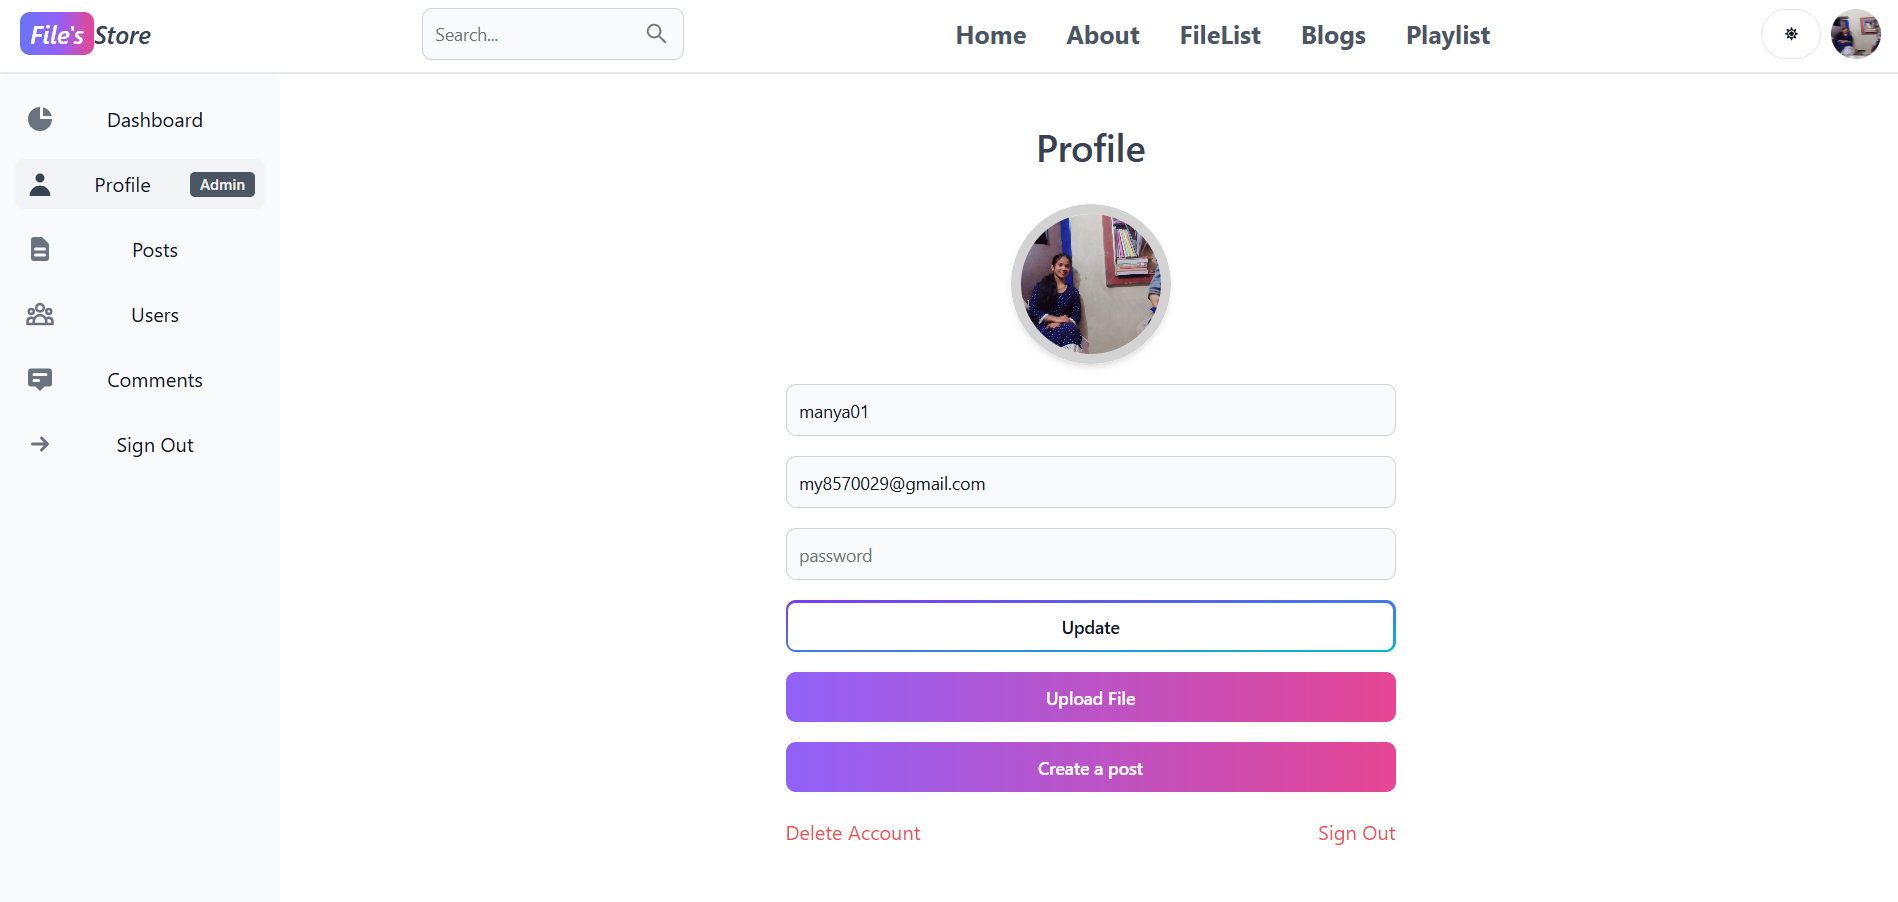 File's Store
Search...
Home About FileList Blogs Playlist
Dashboard
Profile Admin
Posts
Users
Comments
Sign Out
Profile
manya01
my8570029@gmail.com
password
Update
Upload File
Create a post
Delete Account Sign Out